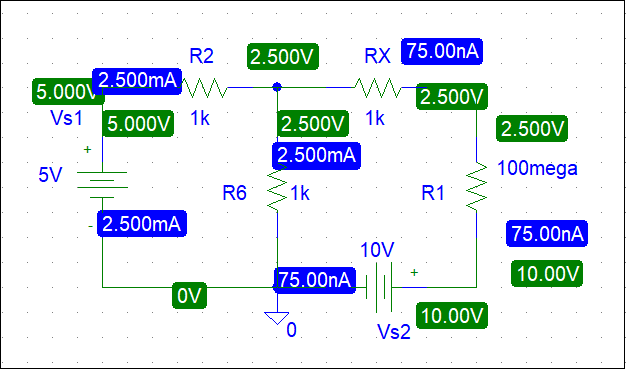 R2
2.500V
RX
75.00nA
5.000V
2.500mA
Vs1
1k
1k
2.500V
5.000V
2.500V
2.500V
+
2.500mA
5V
R6
1k
R1
100mega
-
2.500mA
75.00nA
10V
0V
75.00nA
+
10.00V
10.00V
0
Vs2